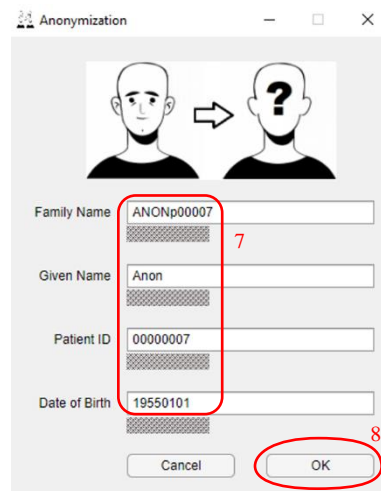 Anonymization
?
Family Name ANONp00007
7
Given Name Anon
Patient ID 00000007
Date of Birth 19550101
8
Cancel OK